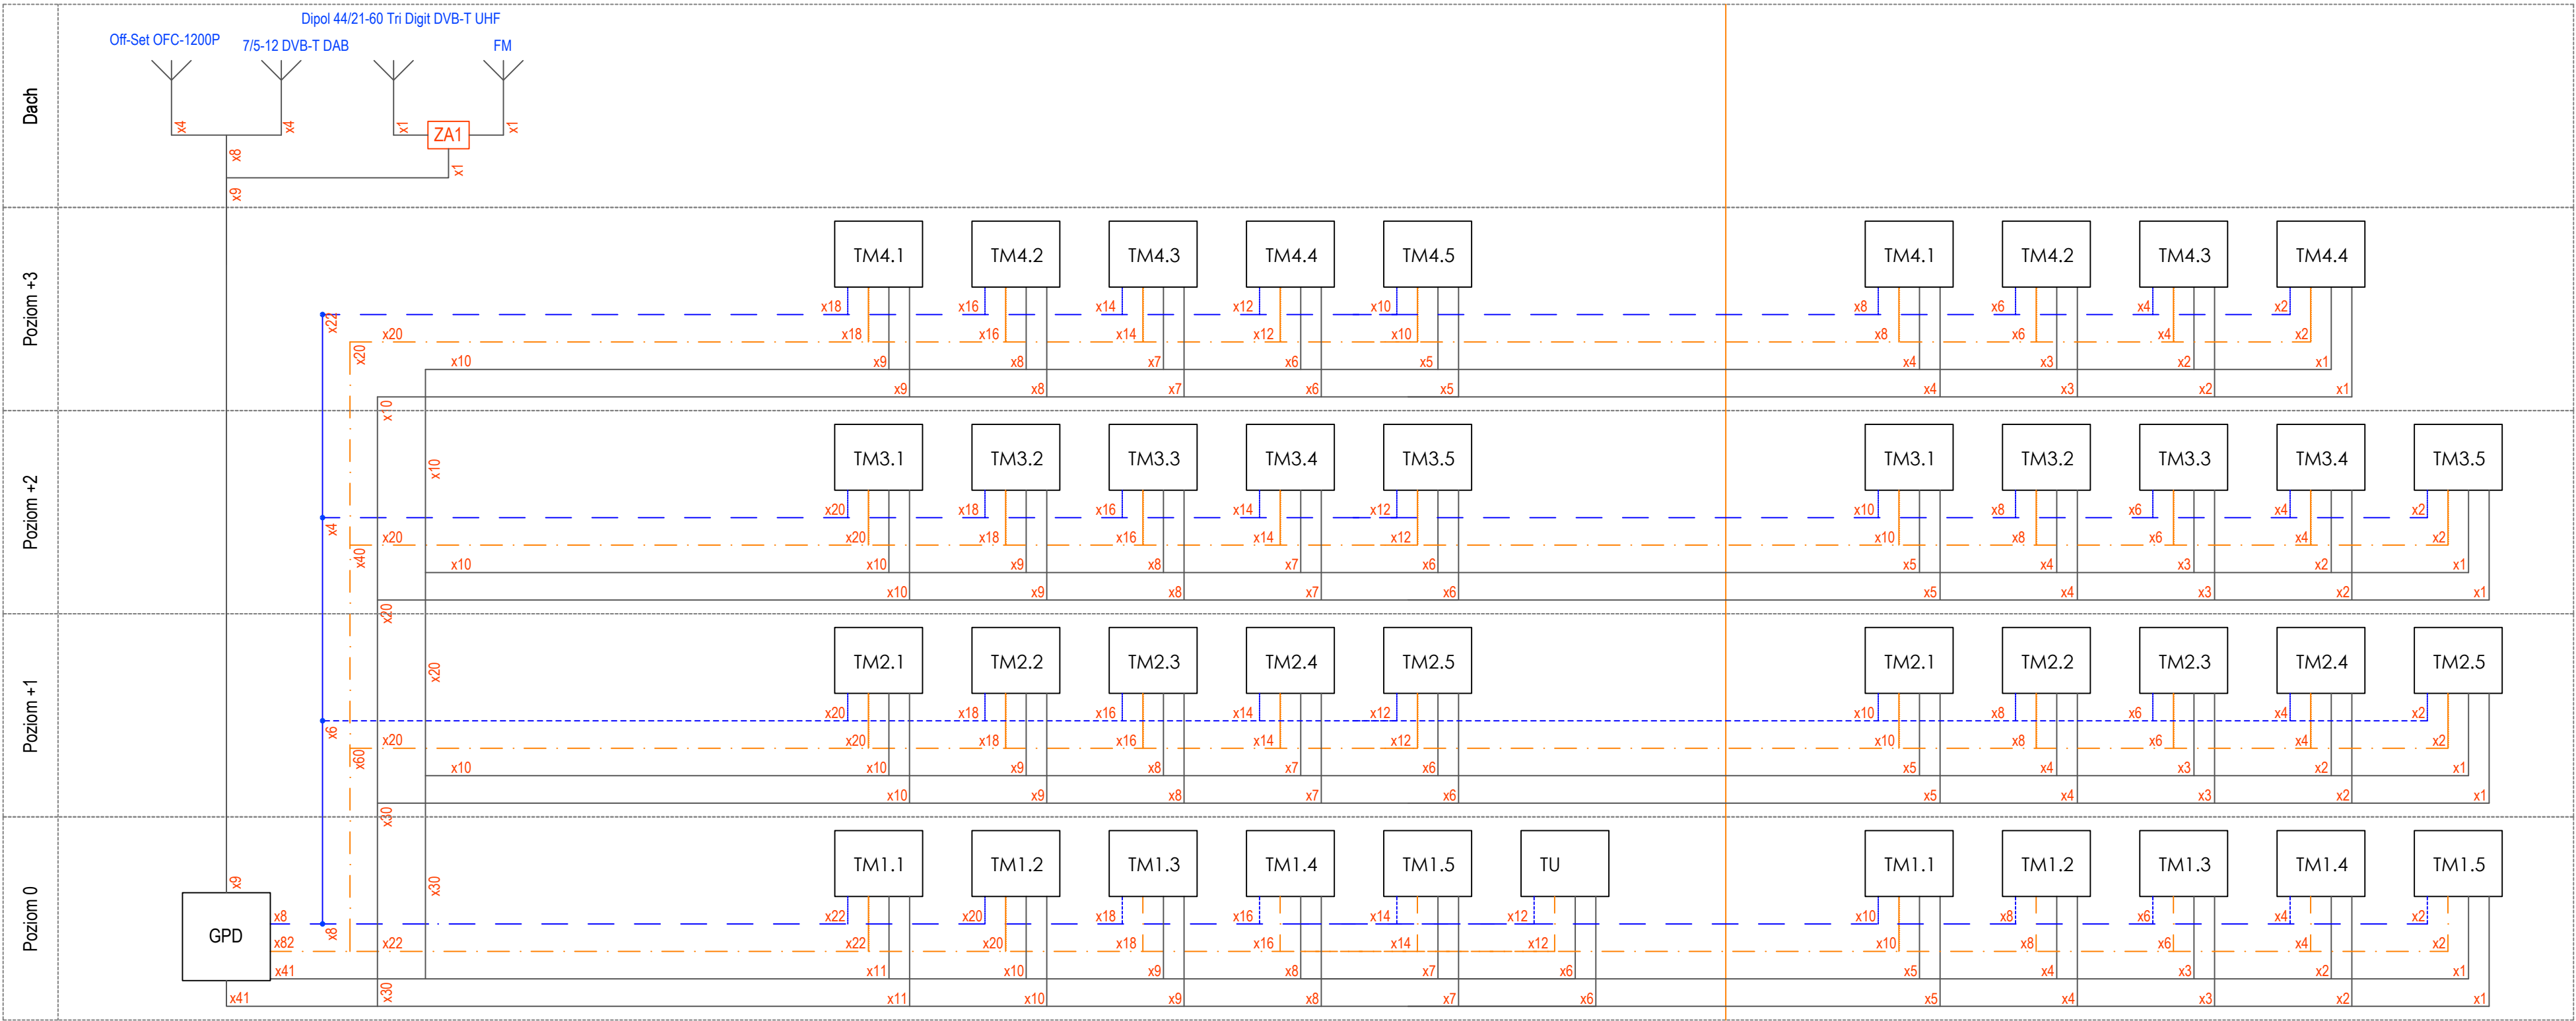 Dipol 44/21-60 Tri Digit DVB-T UHF
Off-Set OFC-1200P
7/5-12 DVB-T DAB
FM
Dach
x4
x4
x1
ZA1
x1
x8
x1
x9
Poziom +3
TM4.1 TM4.2 TM4.3 TM4.4 TM4.5 TM4.1 TM4.2 TM4.3 TM4.4
x22 x18 x16 x14 x12 x10 x8 x6 x4 x2
x20 x20 x18 x16 x14 x12 x10 x8 x6 x4 x2
x10 x9 x8 x7 x6 x5 x4 x3 x2 x1
x9 x8 x7 x6 x5 x4 x3 x2 x1
x10
Poziom +2
TM3.1 TM3.2 TM3.3 TM3.4 TM3.5 TM3.1 TM3.2 TM3.3 TM3.4 TM3.5
x10
x4 x20 x18 x16 x14 x12 x10 x8 x6 x4 x2
x40 x20 x20 x18 x16 x14 x12 x10 x8 x6 x4 x2
x10 x10 x9 x8 x7 x6 x5 x4 x3 x2 x1
x10 x9 x8 x7 x6 x5 x4 x3 x2 x1
x20
Poziom +1
TM2.1 TM2.2 TM2.3 TM2.4 TM2.5 TM2.1 TM2.2 TM2.3 TM2.4 TM2.5
x20
x6 x20 x18 x16 x14 x12 x10 x8 x6 x4 x2
x60 x20 x20 x18 x16 x14 x12 x10 x8 x6 x4 x2
x10 x10 x9 x8 x7 x6 x5 x4 x3 x2 x1
x10 x9 x8 x7 x6 x5 x4 x3 x2 x1
x30
Poziom 0
TM1.1 TM1.2 TM1.3 TM1.4 TM1.5 TU TM1.1 TM1.2 TM1.3 TM1.4 TM1.5
x9
x30
GPD
x8 x8 x22 x20 x18 x16 x14 x12 x10 x8 x6 x4 x2
x82 x22 x22 x20 x18 x16 x14 x12 x10 x8 x6 x4 x2
x41 x11 x10 x9 x8 x7 x6 x5 x4 x3 x2 x1
x41 x30 x11 x10 x9 x8 x7 x6 x5 x4 x3 x2 x1